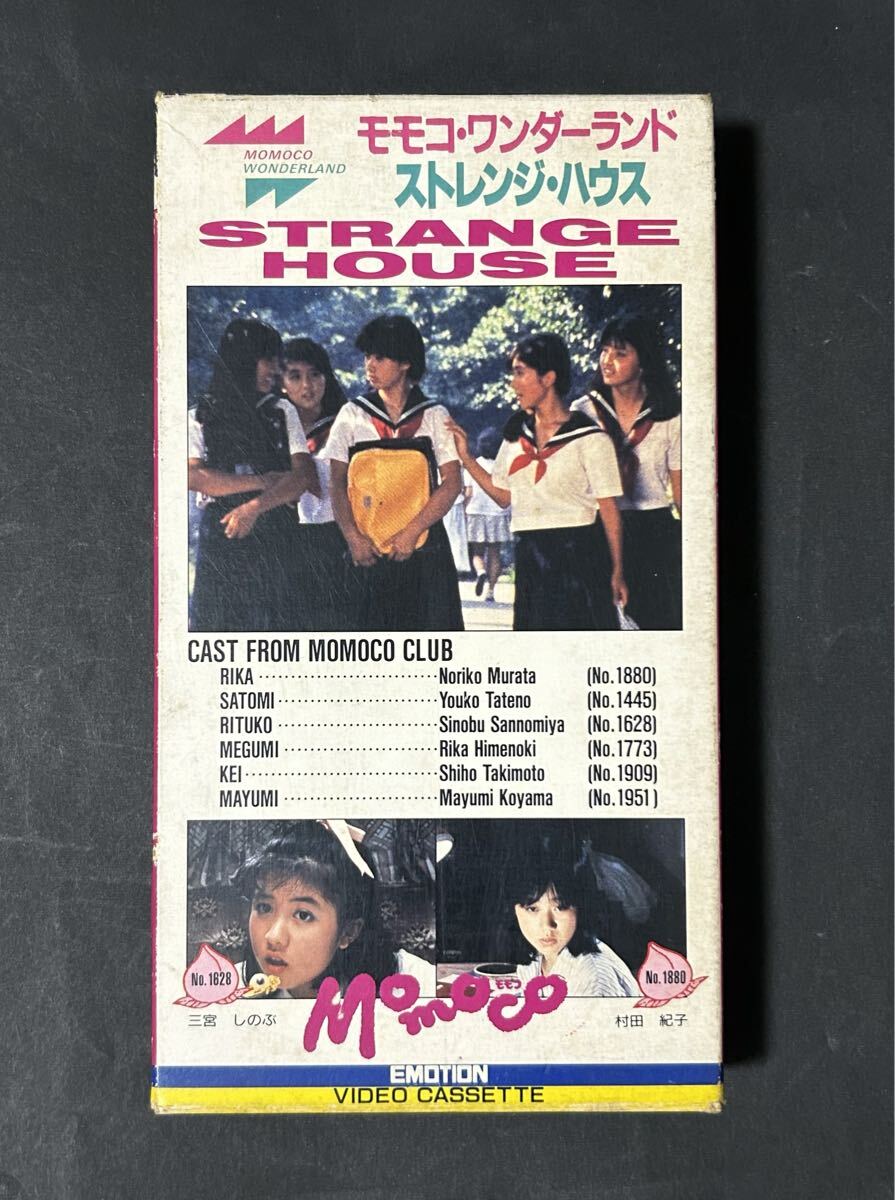 MOMOCO
WONDERLAND
モモコ・ワンダーランド
ストレンジ・ハウス
STRANGE
HOUSE
CAST FROM MOMOCO CLUB
RIKA Noriko Murata (No.1880)
SATOMI Youko Tateno (No.1445)
RITUKO Sinobu Sannomiya (No.1628)
MEGUMI Rika Himenoki (No.1773)
KEI Shiho Takimoto (No.1909)
MAYUMI Mayumi Koyama (No.1951)
No.1628
三宮 しのぶ
モモコ
MoMoCo
No.1880
村田 紀子
EMOTION
VIDEO CASSETTE